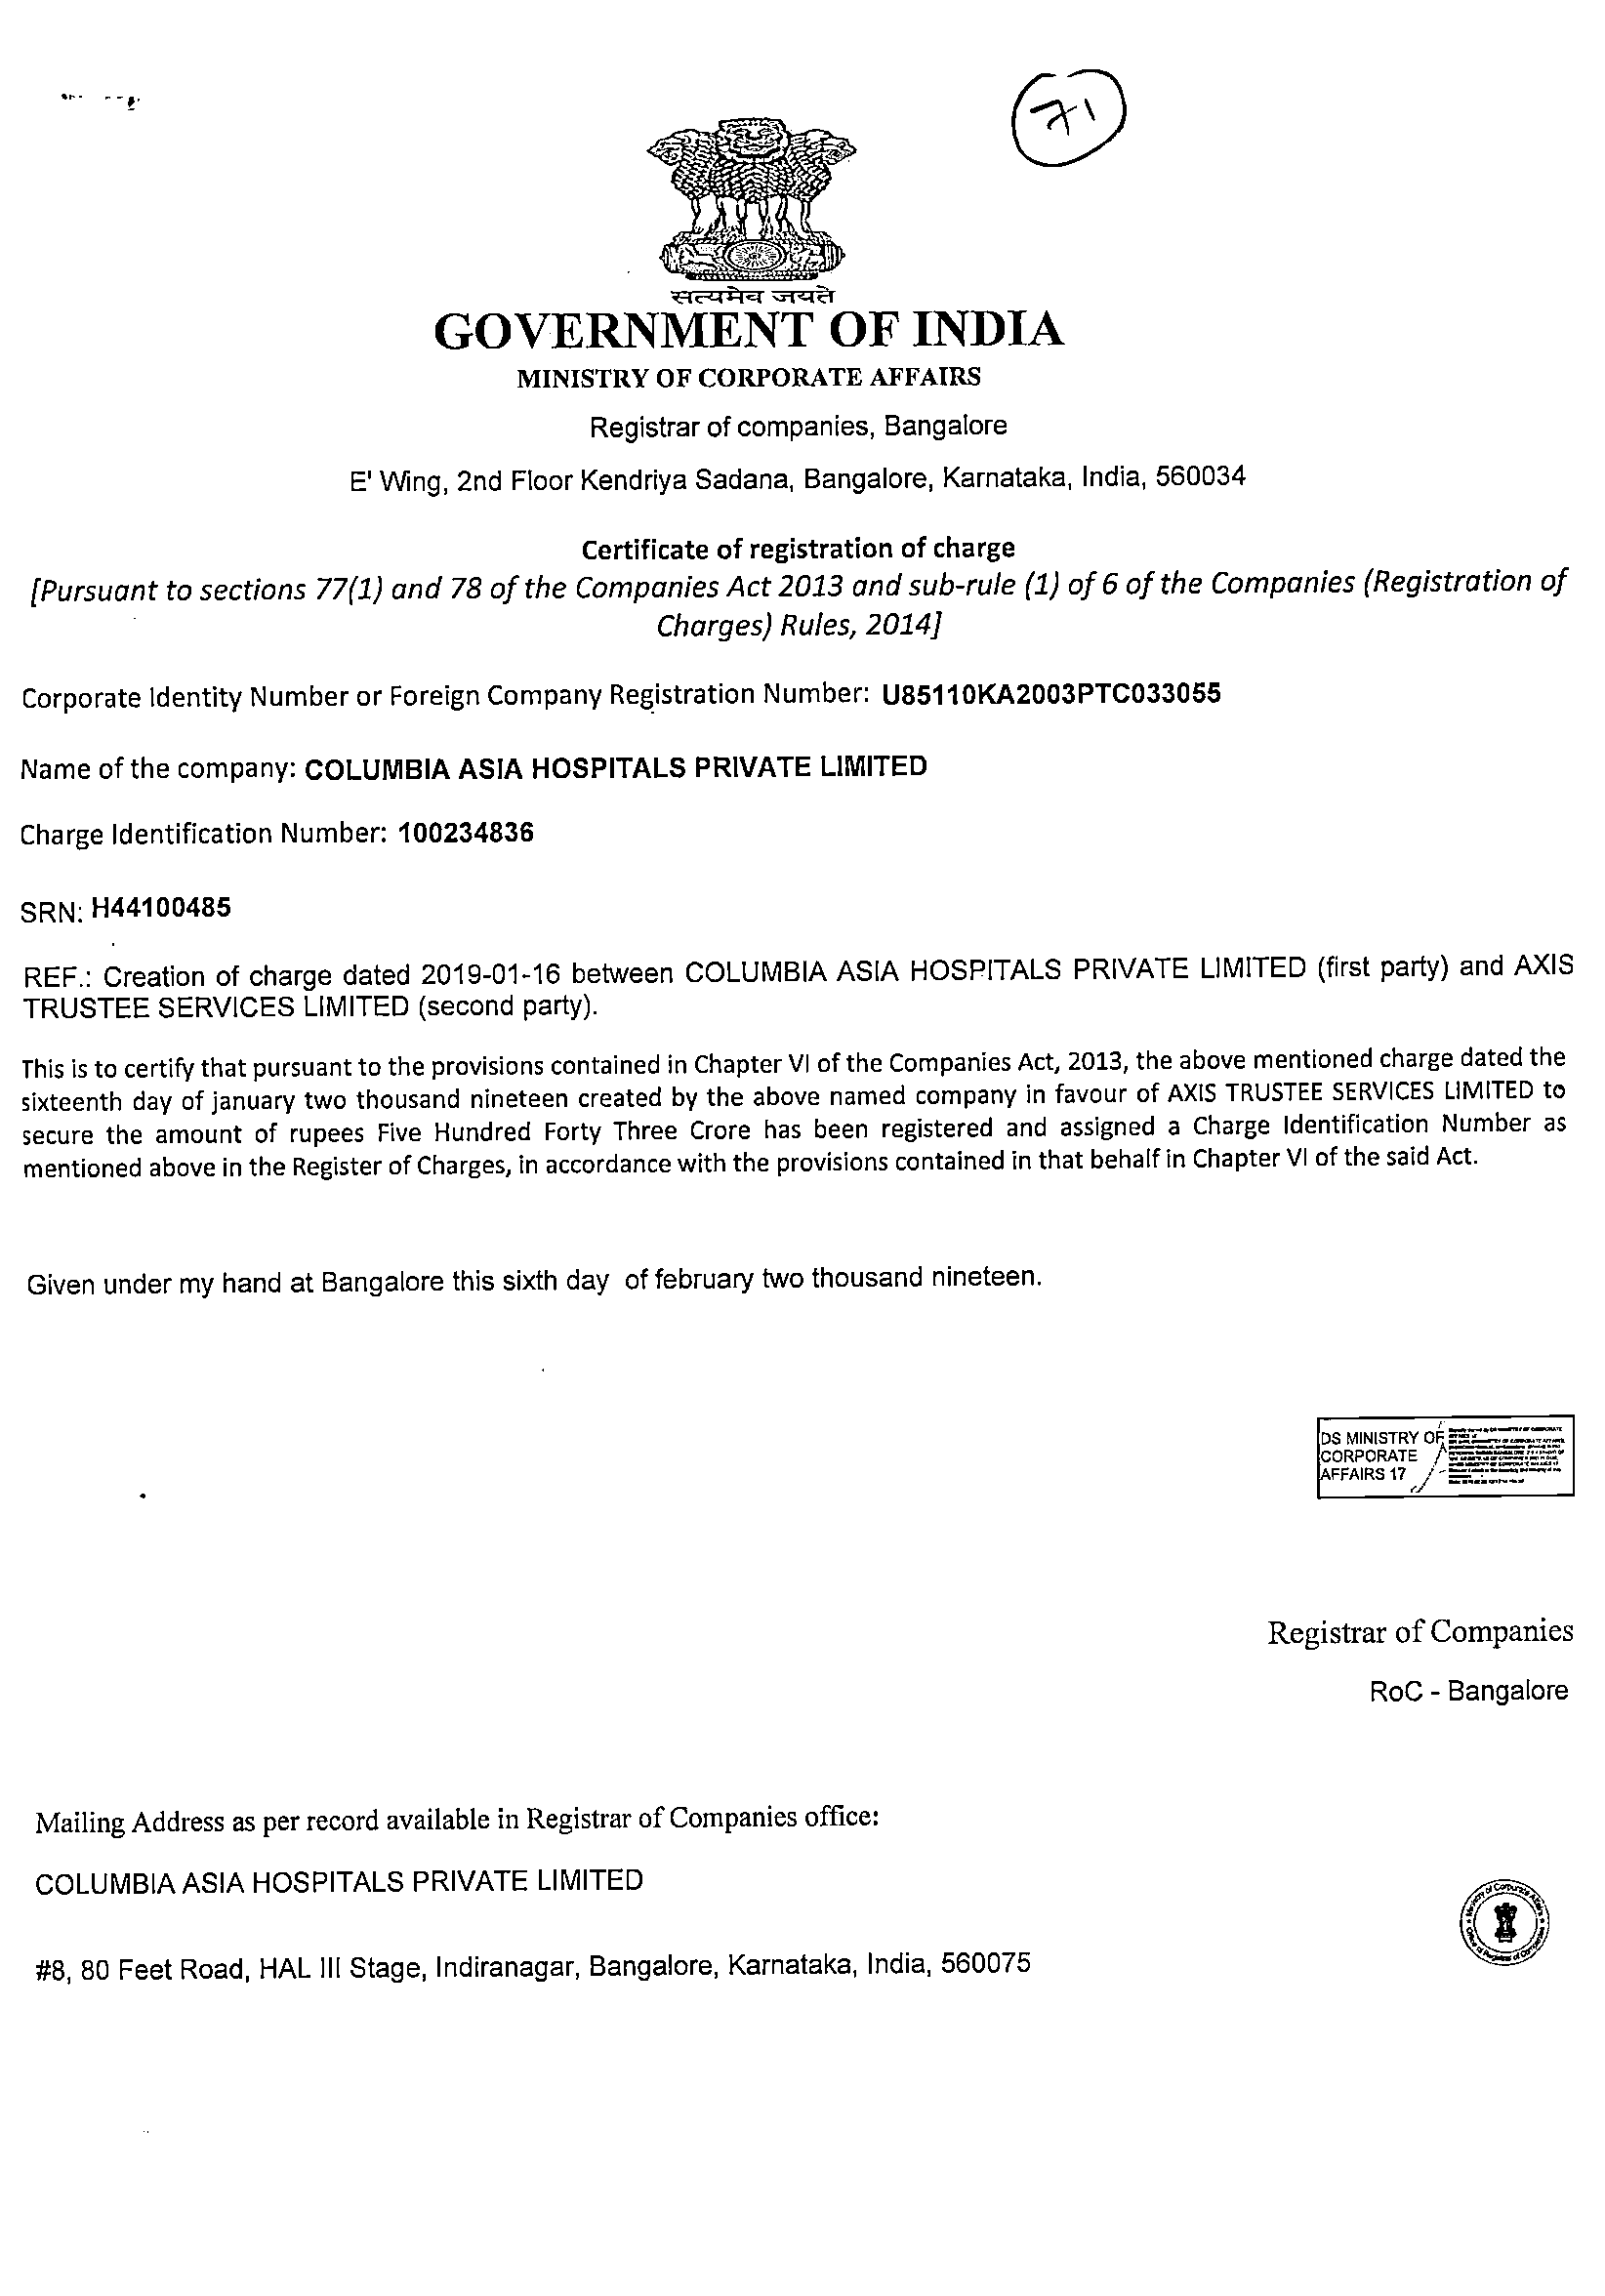 71
सत्यमेव जयते
GOVERNMENT OF INDIA
MINISTRY OF CORPORATE AFFAIRS
Registrar of companies, Bangalore
E' Wing, 2nd Floor Kendriya Sadana, Bangalore, Karnataka, India, 560034
Certificate of registration of charge
[Pursuant to sections 77(1) and 78 of the Companies Act 2013 and sub-rule (1) of 6 of the Companies (Registration of
Charges) Rules, 2014]
Corporate Identity Number or Foreign Company Registration Number: U85110KA2003PTC033055
Name of the company: COLUMBIA ASIA HOSPITALS PRIVATE LIMITED
Charge Identification Number: 100234836
SRN: H44100485
REF.: Creation of charge dated 2019-01-16 between COLUMBIA ASIA HOSPITALS PRIVATE LIMITED (first party) and AXIS
TRUSTEE SERVICES LIMITED (second party).
This is to certify that pursuant to the provisions contained in Chapter VI of the Companies Act, 2013, the above mentioned charge dated the
sixteenth day of january two thousand nineteen created by the above named company in favour of AXIS TRUSTEE SERVICES LIMITED to
secure the amount of rupees Five Hundred Forty Three Crore has been registered and assigned a Charge Identification Number as
mentioned above in the Register of Charges, in accordance with the provisions contained in that behalf in Chapter VI of the said Act.
Given under my hand at Bangalore this sixth day of february two thousand nineteen.
DS MINISTRY OF
CORPORATE
AFFAIRS 17
Registrar of Companies
RoC - Bangalore
Mailing Address as per record available in Registrar of Companies office:
COLUMBIA ASIA HOSPITALS PRIVATE LIMITED
Ministry of Corporate Affairs
Office of Registrar of Companies
#8, 80 Feet Road, HAL III Stage, Indiranagar, Bangalore, Karnataka, India, 560075